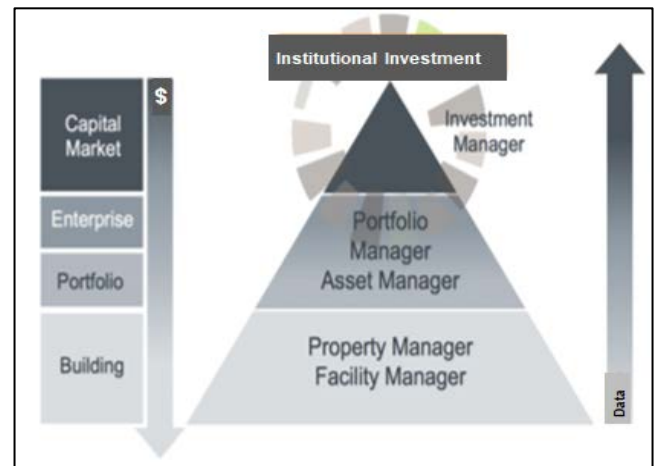 Institutional Investment
$
Capital
Market
Enterprise
Portfolio
Building
Investment
Manager
Portfolio
Manager
Asset Manager
Property Manager
Facility Manager
Data